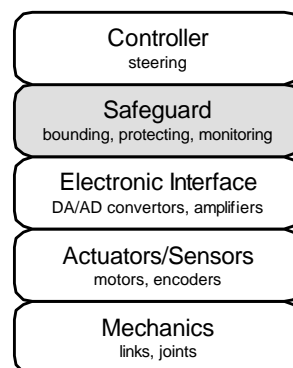 Controller
steering
Safeguard
bounding, protecting, monitoring
Electronic Interface
DA/AD convertors, amplifiers
Actuators/Sensors
motors, encoders
Mechanics
links, joints